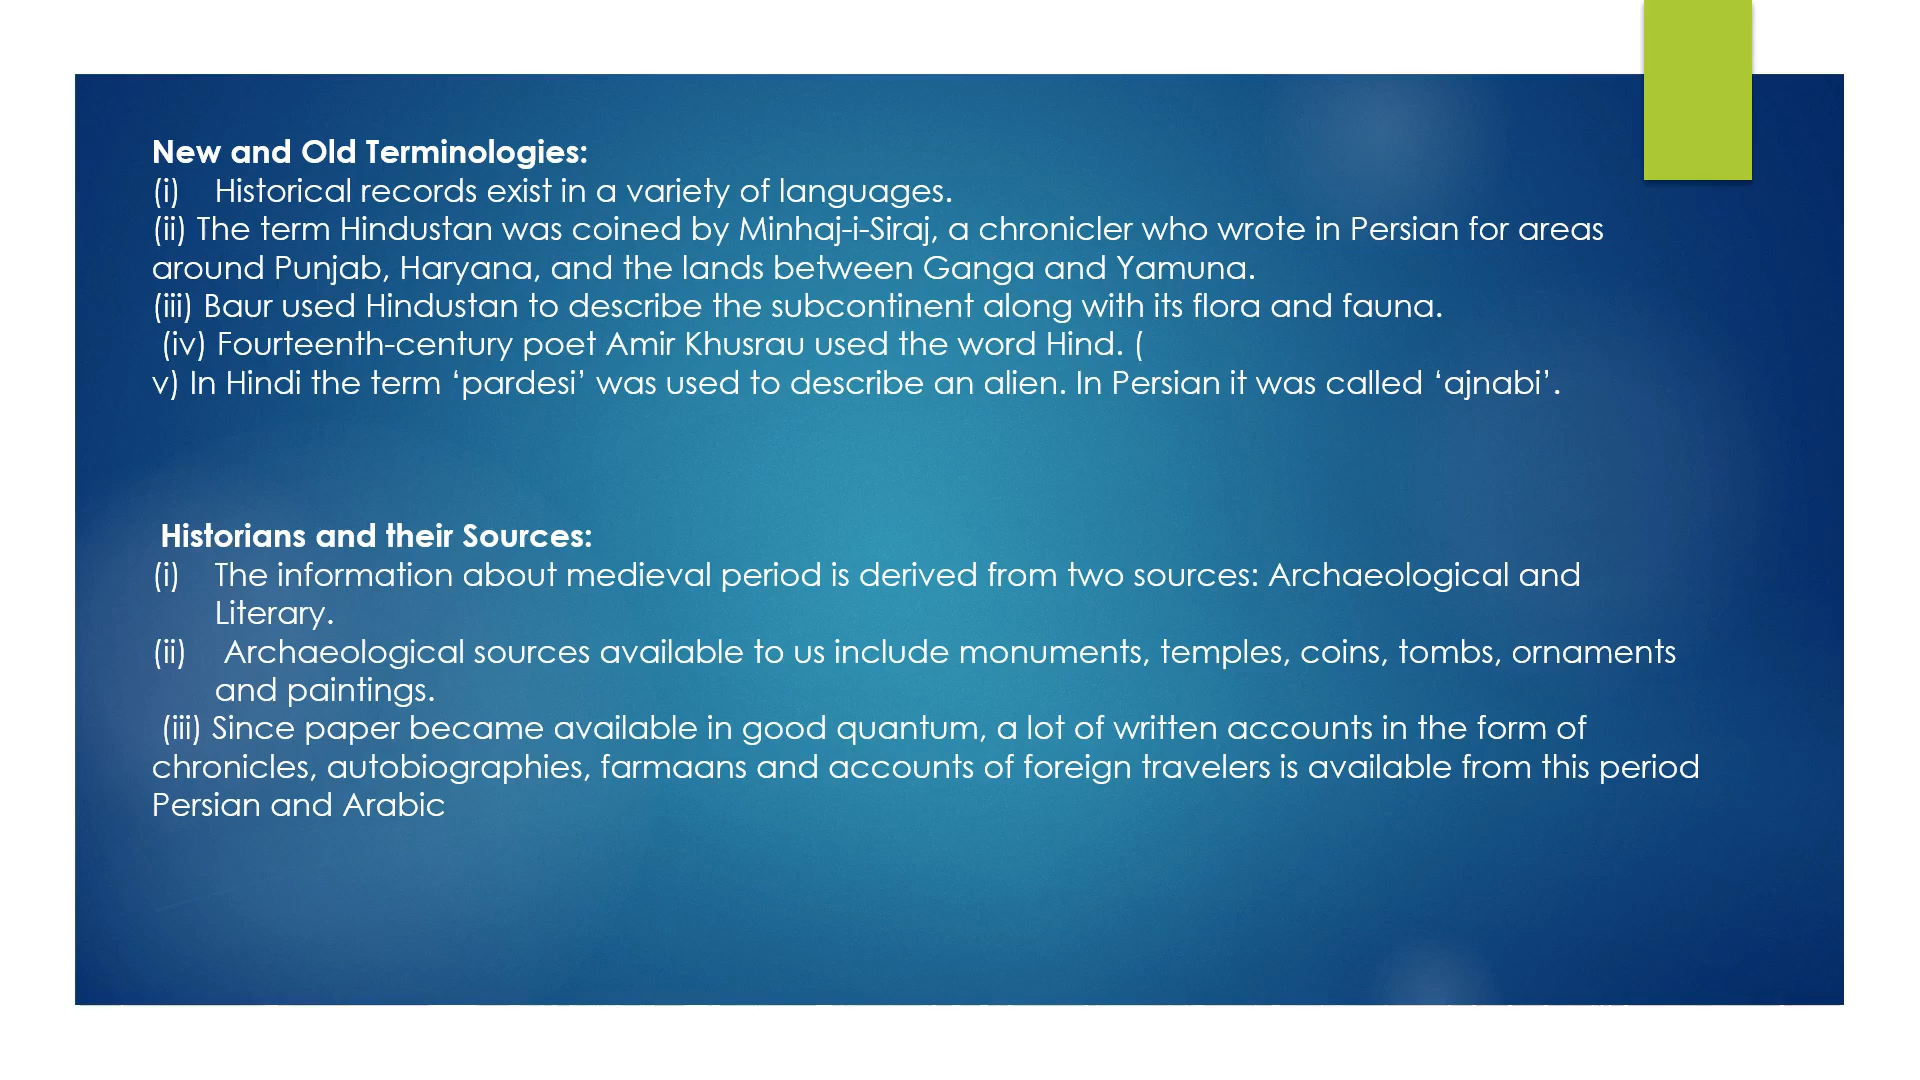 New and Old Terminologies:
(i) Historical records exist in a variety of languages.
(ii) The term Hindustan was coined by Minhaj-i-Siraj, a chronicler who wrote in Persian for areas
around Punjab, Haryana, and the lands between Ganga and Yamuna.
(iii) Baur used Hindustan to describe the subcontinent along with its flora and fauna.
(iv) Fourteenth-century poet Amir Khusrau used the word Hind. (
v) In Hindi the term ‘pardesi’ was used to describe an alien. In Persian it was called ‘ajnabi’.
Historians and their Sources:
(i) The information about medieval period is derived from two sources: Archaeological and
Literary.
(ii) Archaeological sources available to us include monuments, temples, coins, tombs, ornaments
and paintings.
(iii) Since paper became available in good quantum, a lot of written accounts in the form of
chronicles, autobiographies, farmaans and accounts of foreign travelers is available from this period
Persian and Arabic